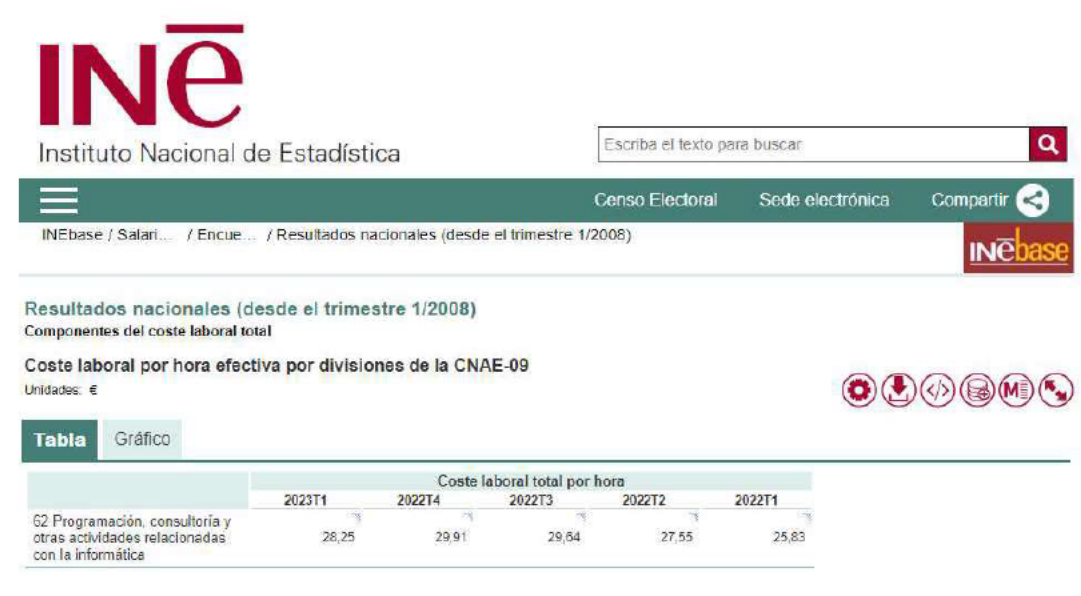 INē
Instituto Nacional de Estadística
Escriba el texto para buscar
Censo Electoral Sede electrónica Compartir
INEbase / Salari... / Encue... / Resultados nacionales (desde el trimestre 1/2008)
INēbase
Resultados nacionales (desde el trimestre 1/2008)
Componentes del coste laboral total
Coste laboral por hora efectiva por divisiones de la CNAE-09
Unidades: €
</>
M
Tabla Gráfico
Coste laboral total por hora
2023T1 2022T4 2022T3 2022T2 2022T1
62 Programación, consultoría y
otras actividades relacionadas 28,25 29,91 29,64 27,55 25,83
con la informática